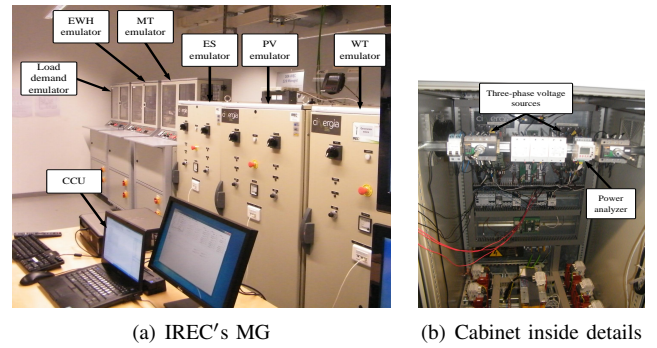 EWH
emulator
MT
emulator
ES
emulator
PV
emulator
WT
emulator
Load
demand
emulator
CCU
Three-phase voltage
sources
Power
analyzer
(a) IREC′s MG
(b) Cabinet inside details